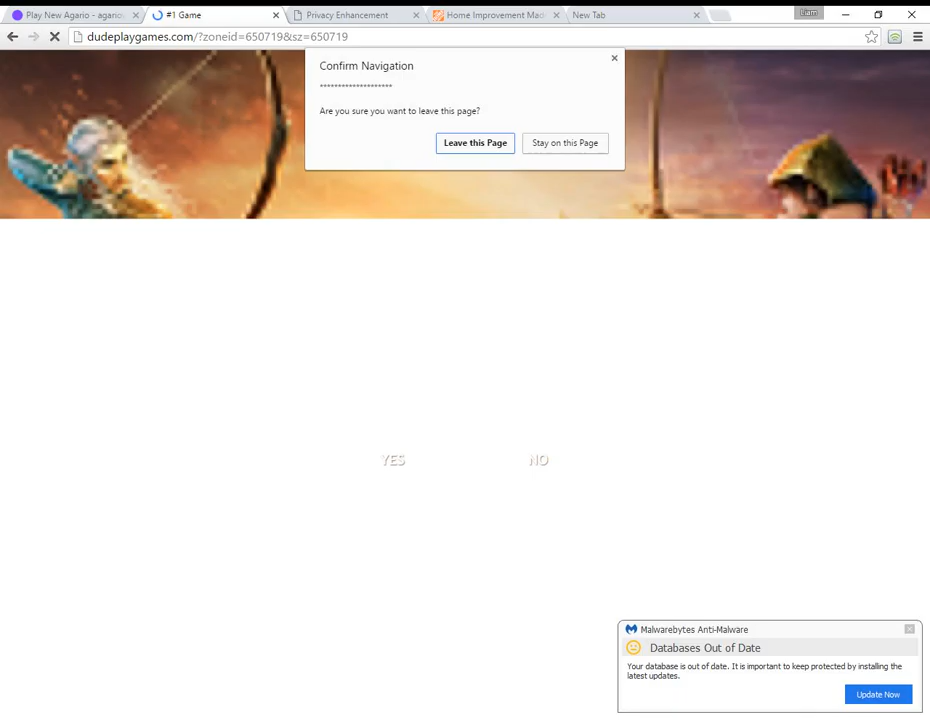 Play New Agario - agario
#1 Game
Privacy Enhancement
Home Improvement Mad
New Tab
Liam
dudeplaygames.com/?zoneid=650719&sz=650719
Confirm Navigation
********************
Are you sure you want to leave this page?
Leave this Page
Stay on this Page
YES
NO
Malwarebytes Anti-Malware
Databases Out of Date
Your database is out of date. It is important to keep protected by installing the
latest updates.
Update Now